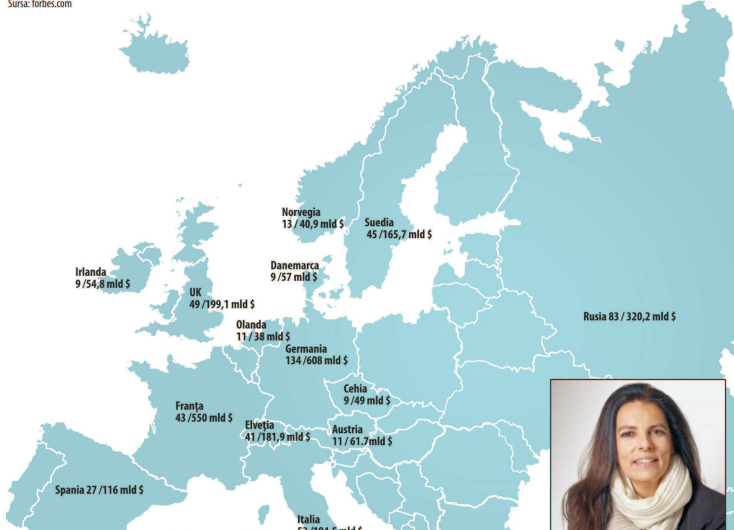 Sursa: forbes.com
Norvegia
13 / 40,9 mld $
Suedia
45 /165,7 mld $
Irlanda
9 /54,8 mld $
Danemarca
9 /57 mld $
UK
49 /199,1 mld $
Rusia 83 / 320,2 mld $
Olanda
11 / 38 mld $
Germania
134 /608 mld $
Cehia
9 /49 mld $
Franţa
43 /550 mld $
Elveţia
41 /181,9 mld $
Austria
11 / 61.7mld $
Spania 27 /116 mld $
Italia